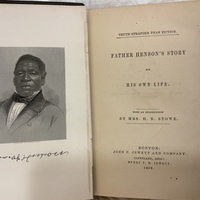 TRUTH STRANGER THAN FICTION.
FATHER HENSON'S STORY
OF
HIS OWN LIFE.
WITH AN INTRODUCTION
BY MRS. H. B. STOWE.
BOSTON:
JOHN P. JEWETT AND COMPANY.
CLEVELAND, OHIO:
HENRY P. B. JEWETT.
1858.